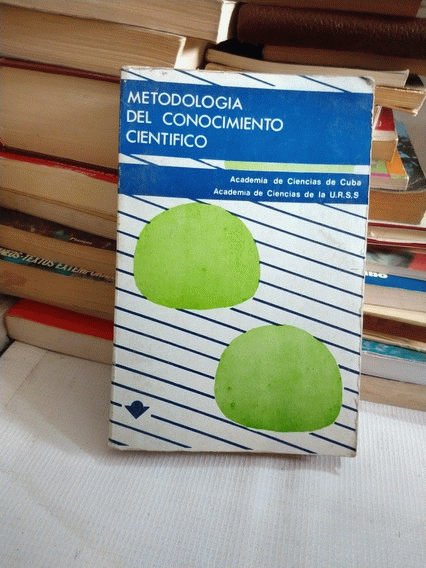 METODOLOGIA
DEL CONOCIMIENTO
CIENTIFICO
Academia de Ciencias de Cuba
Academia de Ciencias de la U.R.S.S